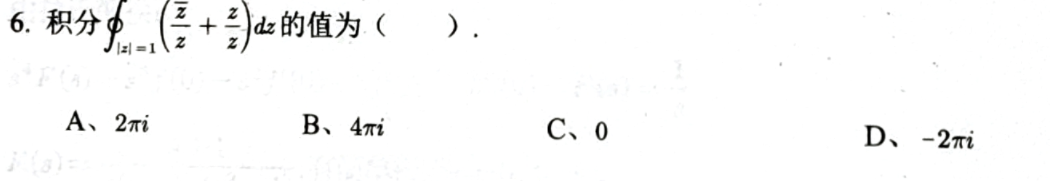 6. 积分∮|z|=1(z̅/z + z/z)dz的值为（ ）.
A、2πi B、4πi C、0 D、-2πi